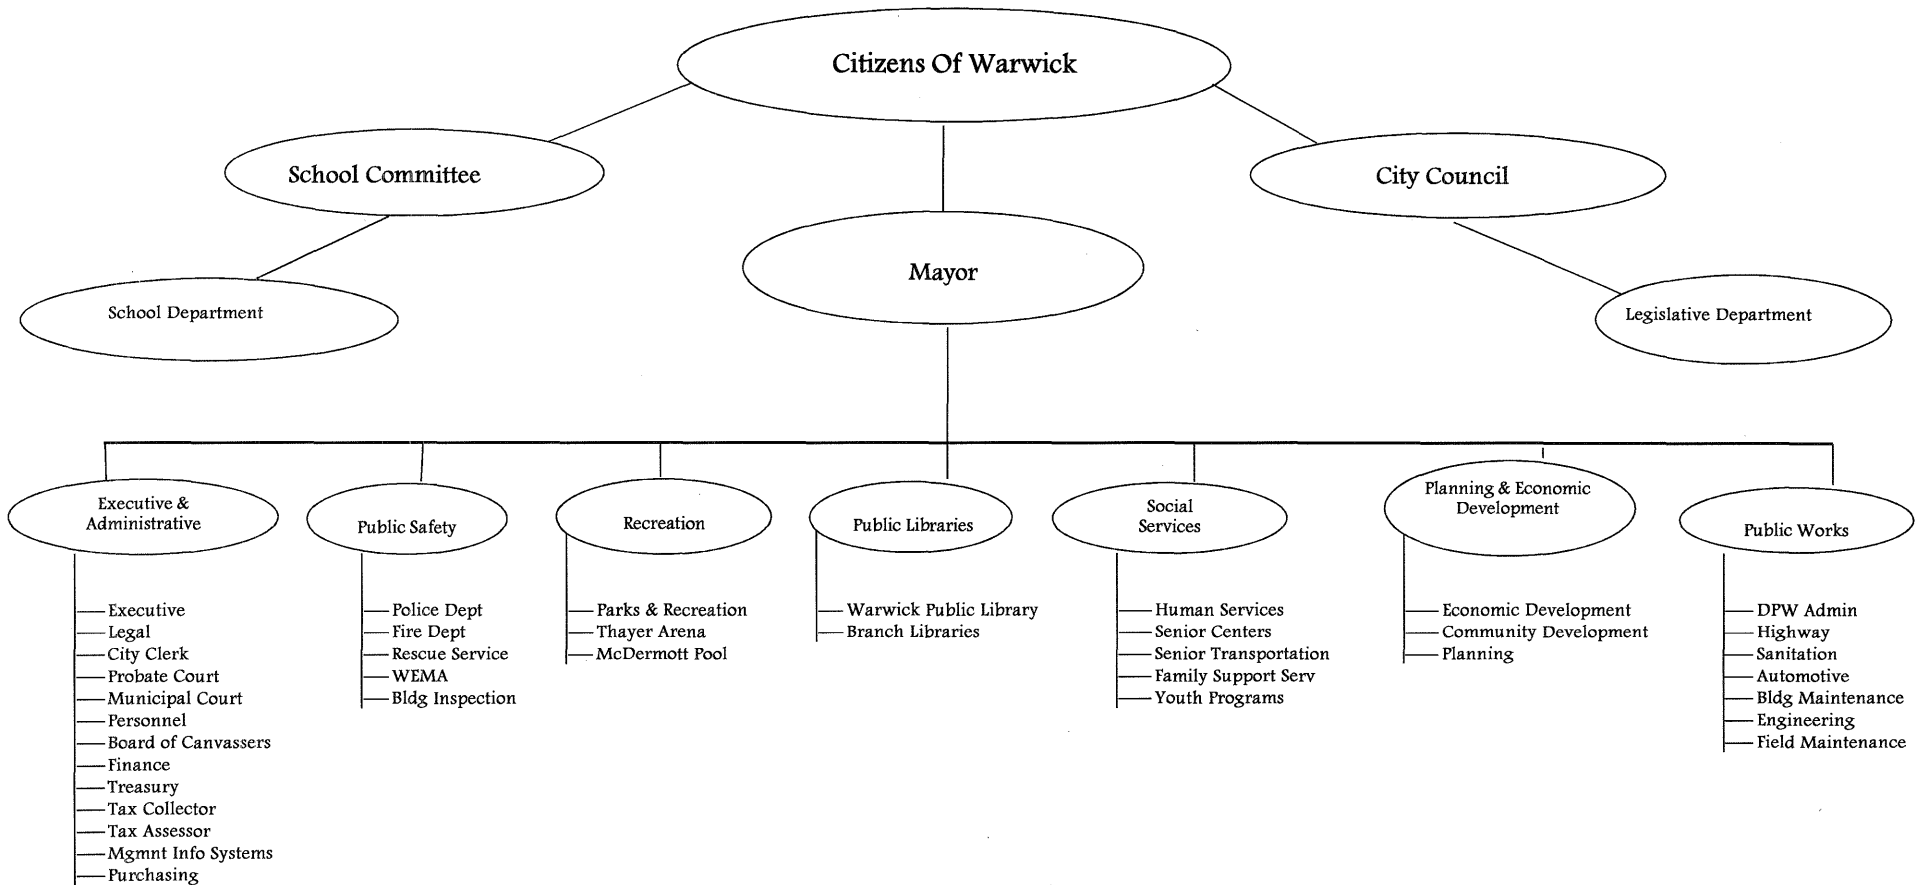 Citizens Of Warwick
School Committee
City Council
Mayor
School Department
Legislative Department
Executive &
Administrative
Public Safety
Recreation
Public Libraries
Social
Services
Planning & Economic
Development
Public Works
Executive
Legal
City Clerk
Probate Court
Municipal Court
Personnel
Board of Canvassers
Finance
Treasury
Tax Collector
Tax Assessor
Mgmnt Info Systems
Purchasing
Police Dept
Fire Dept
Rescue Service
WEMA
Bldg Inspection
Parks & Recreation
Thayer Arena
McDermott Pool
Warwick Public Library
Branch Libraries
Human Services
Senior Centers
Senior Transportation
Family Support Serv
Youth Programs
Economic Development
Community Development
Planning
DPW Admin
Highway
Sanitation
Automotive
Bldg Maintenance
Engineering
Field Maintenance